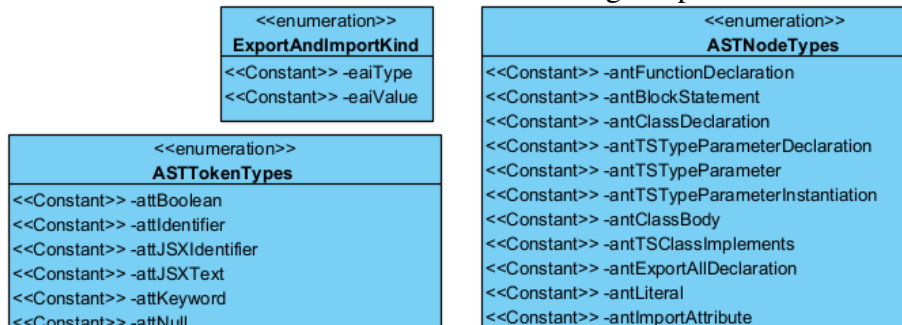 <<enumeration>>
ExportAndImportKind
<<Constant>> -eaiType
<<Constant>> -eaiValue
<<enumeration>>
ASTTokenTypes
<<Constant>> -attBoolean
<<Constant>> -attIdentifier
<<Constant>> -attJSXIdentifier
<<Constant>> -attJSXText
<<Constant>> -attKeyword
<<Constant>> -attNull
<<enumeration>>
ASTNodeTypes
<<Constant>> -antFunctionDeclaration
<<Constant>> -antBlockStatement
<<Constant>> -antClassDeclaration
<<Constant>> -antTSTypeParameterDeclaration
<<Constant>> -antTSTypeParameter
<<Constant>> -antTSTypeParameterInstantiation
<<Constant>> -antClassBody
<<Constant>> -antTSClassImplements
<<Constant>> -antExportAllDeclaration
<<Constant>> -antLiteral
<<Constant>> -antImportAttribute